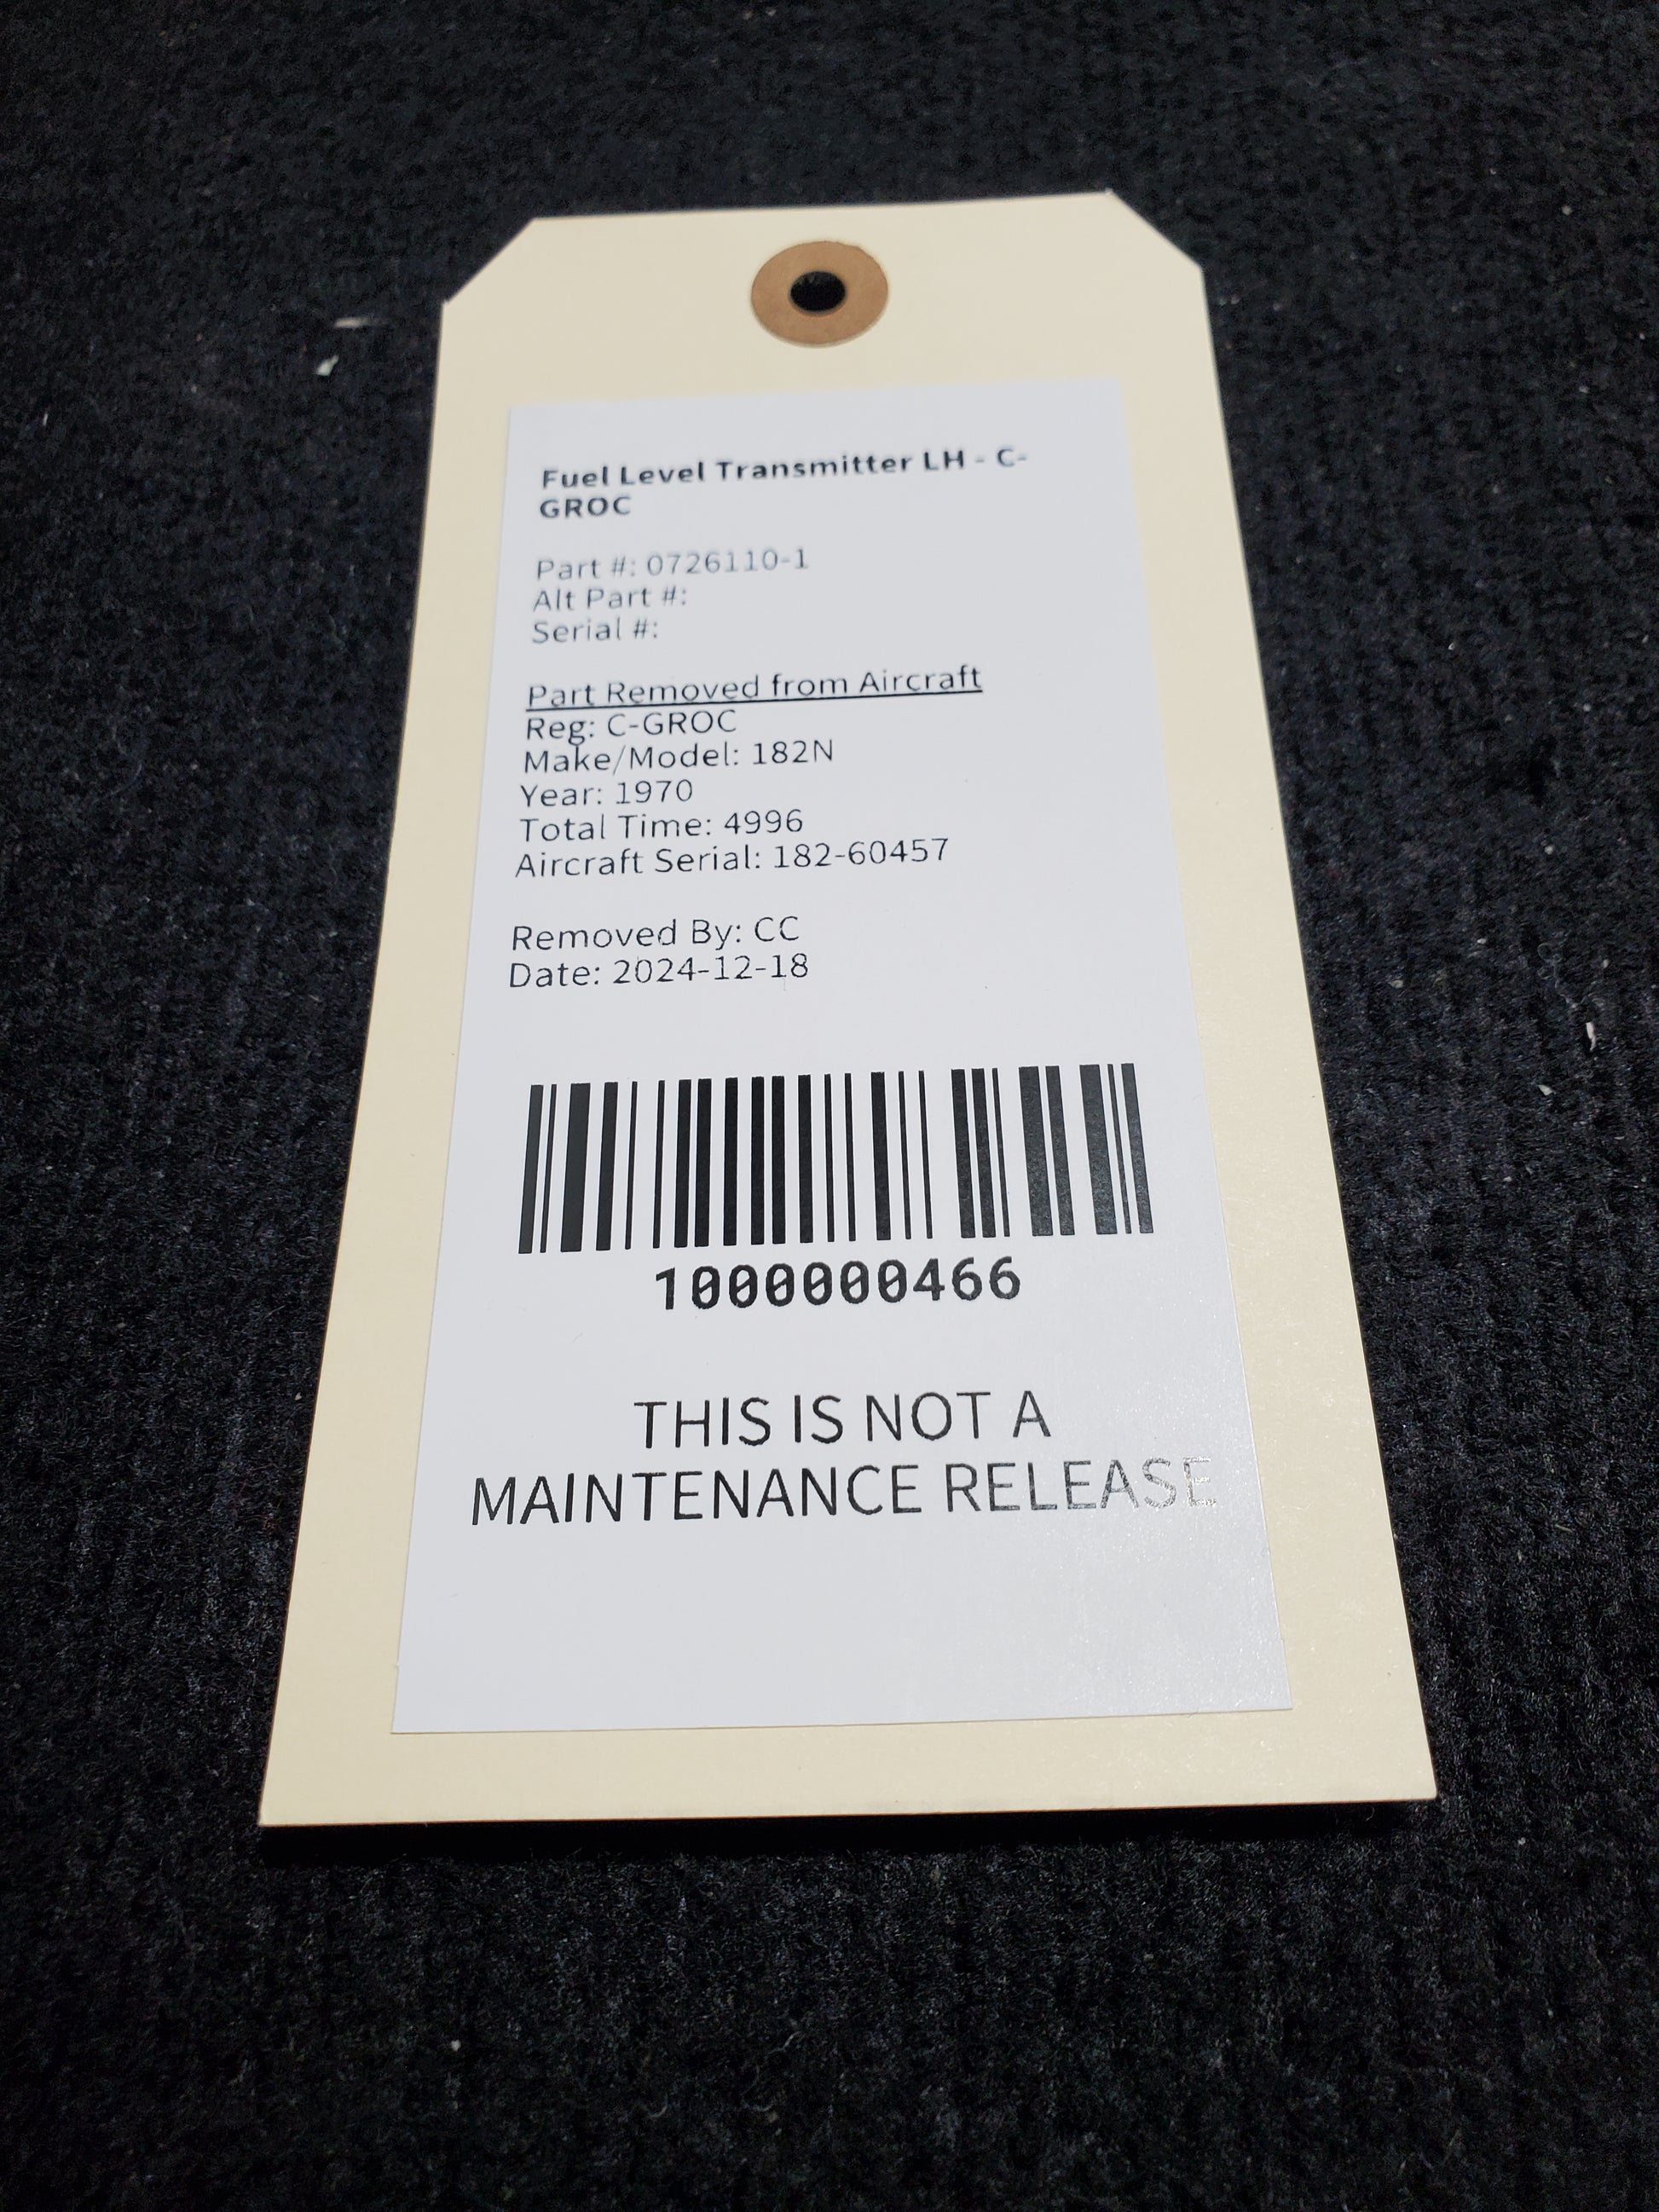 Fuel Level Transmitter LH - C-
GROC
Part #: 0726110-1
Alt Part #:
Serial #:
Part Removed from Aircraft
Reg: C-GROC
Make/Model: 182N
Year: 1970
Total Time: 4996
Aircraft Serial: 182-60457
Removed By: CC
Date: 2024-12-18
1000000466
THIS IS NOT A
MAINTENANCE RELEASE